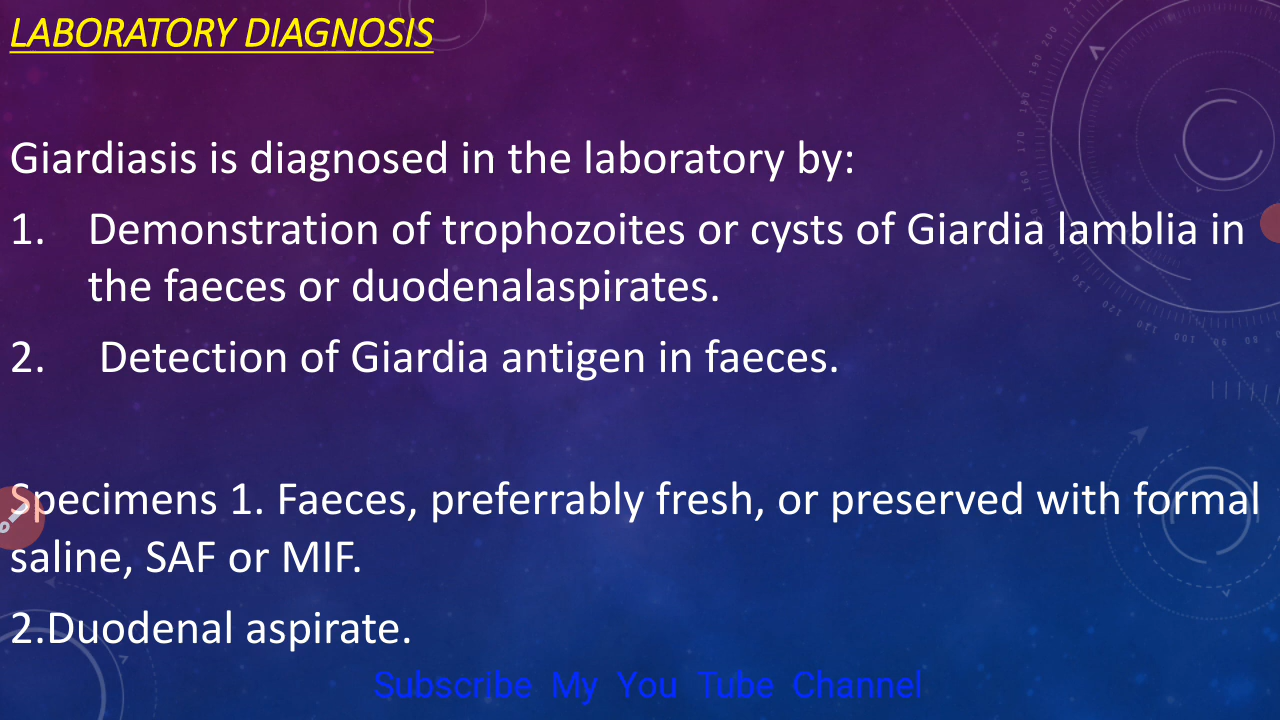 LABORATORY DIAGNOSIS
Giardiasis is diagnosed in the laboratory by:
1. Demonstration of trophozoites or cysts of Giardia lamblia in
the faeces or duodenalaspirates.
2. Detection of Giardia antigen in faeces.
Specimens 1. Faeces, preferrably fresh, or preserved with formal
saline, SAF or MIF.
2.Duodenal aspirate.
Subscribe My You Tube Channel